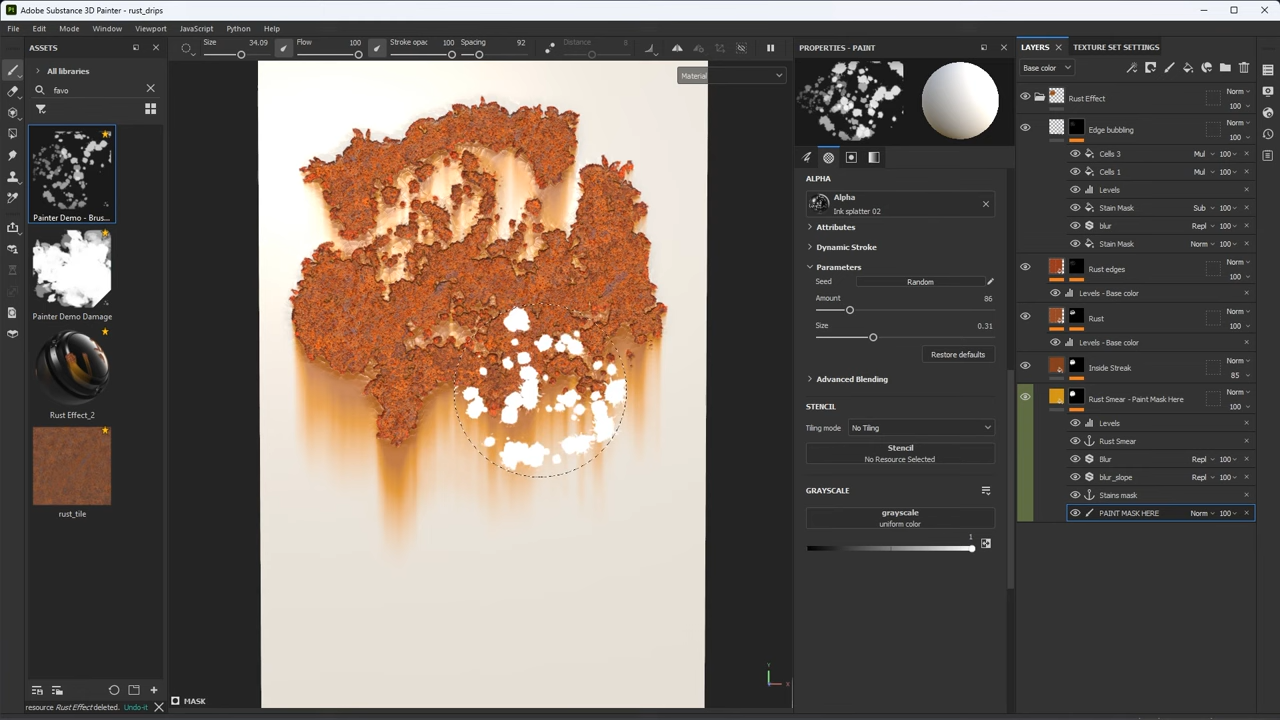 Adobe Substance 3D Painter - rust_drips
File Edit Mode Window Viewport JavaScript Python Help
ASSETS
All libraries
favo
Painter Demo - Brus...
Painter Demo Damage
Rust Effect_2
rust_tile
resource Rust Effect deleted. Undo-it
Size 34.09 Flow 100 Stroke opac 100 Spacing 92 Distance 8
Material
MASK
Y
X
PROPERTIES - PAINT
ALPHA
Alpha
Ink splatter 02
Attributes
Dynamic Stroke
Parameters
Seed Random
Amount 86
Size 0.31
Restore defaults
Advanced Blending
STENCIL
Tiling mode No Tiling
Stencil
No Resource Selected
GRAYSCALE
grayscale
uniform color
1
LAYERS TEXTURE SET SETTINGS
Base color
Rust Effect Norm 100
Edge bubbling Norm 100
Cells 3 Mul 100
Cells 1 Mul 100
Levels
Stain Mask Sub 100
blur Repl 100
Stain Mask Norm 100
Rust edges Norm 100
Levels - Base color
Rust Norm 100
Levels - Base color
Inside Streak Norm 85
Rust Smear - Paint Mask Here Norm 100
Levels
Rust Smear
Blur Repl 100
blur_slope Repl 100
Stains mask
PAINT MASK HERE Norm 100